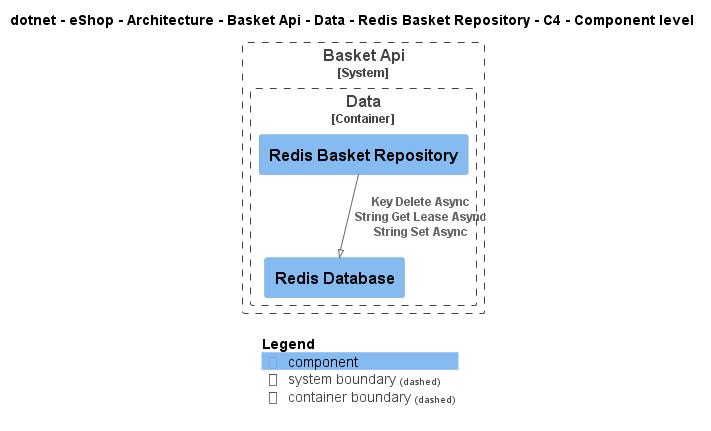 dotnet - eShop - Architecture - Basket Api - Data - Redis Basket Repository - C4 - Component level
Basket Api
[System]
Data
[Container]
Redis Basket Repository
Key Delete Async
String Get Lease Async
String Set Async
Redis Database
Legend
component
system boundary (dashed)
container boundary (dashed)